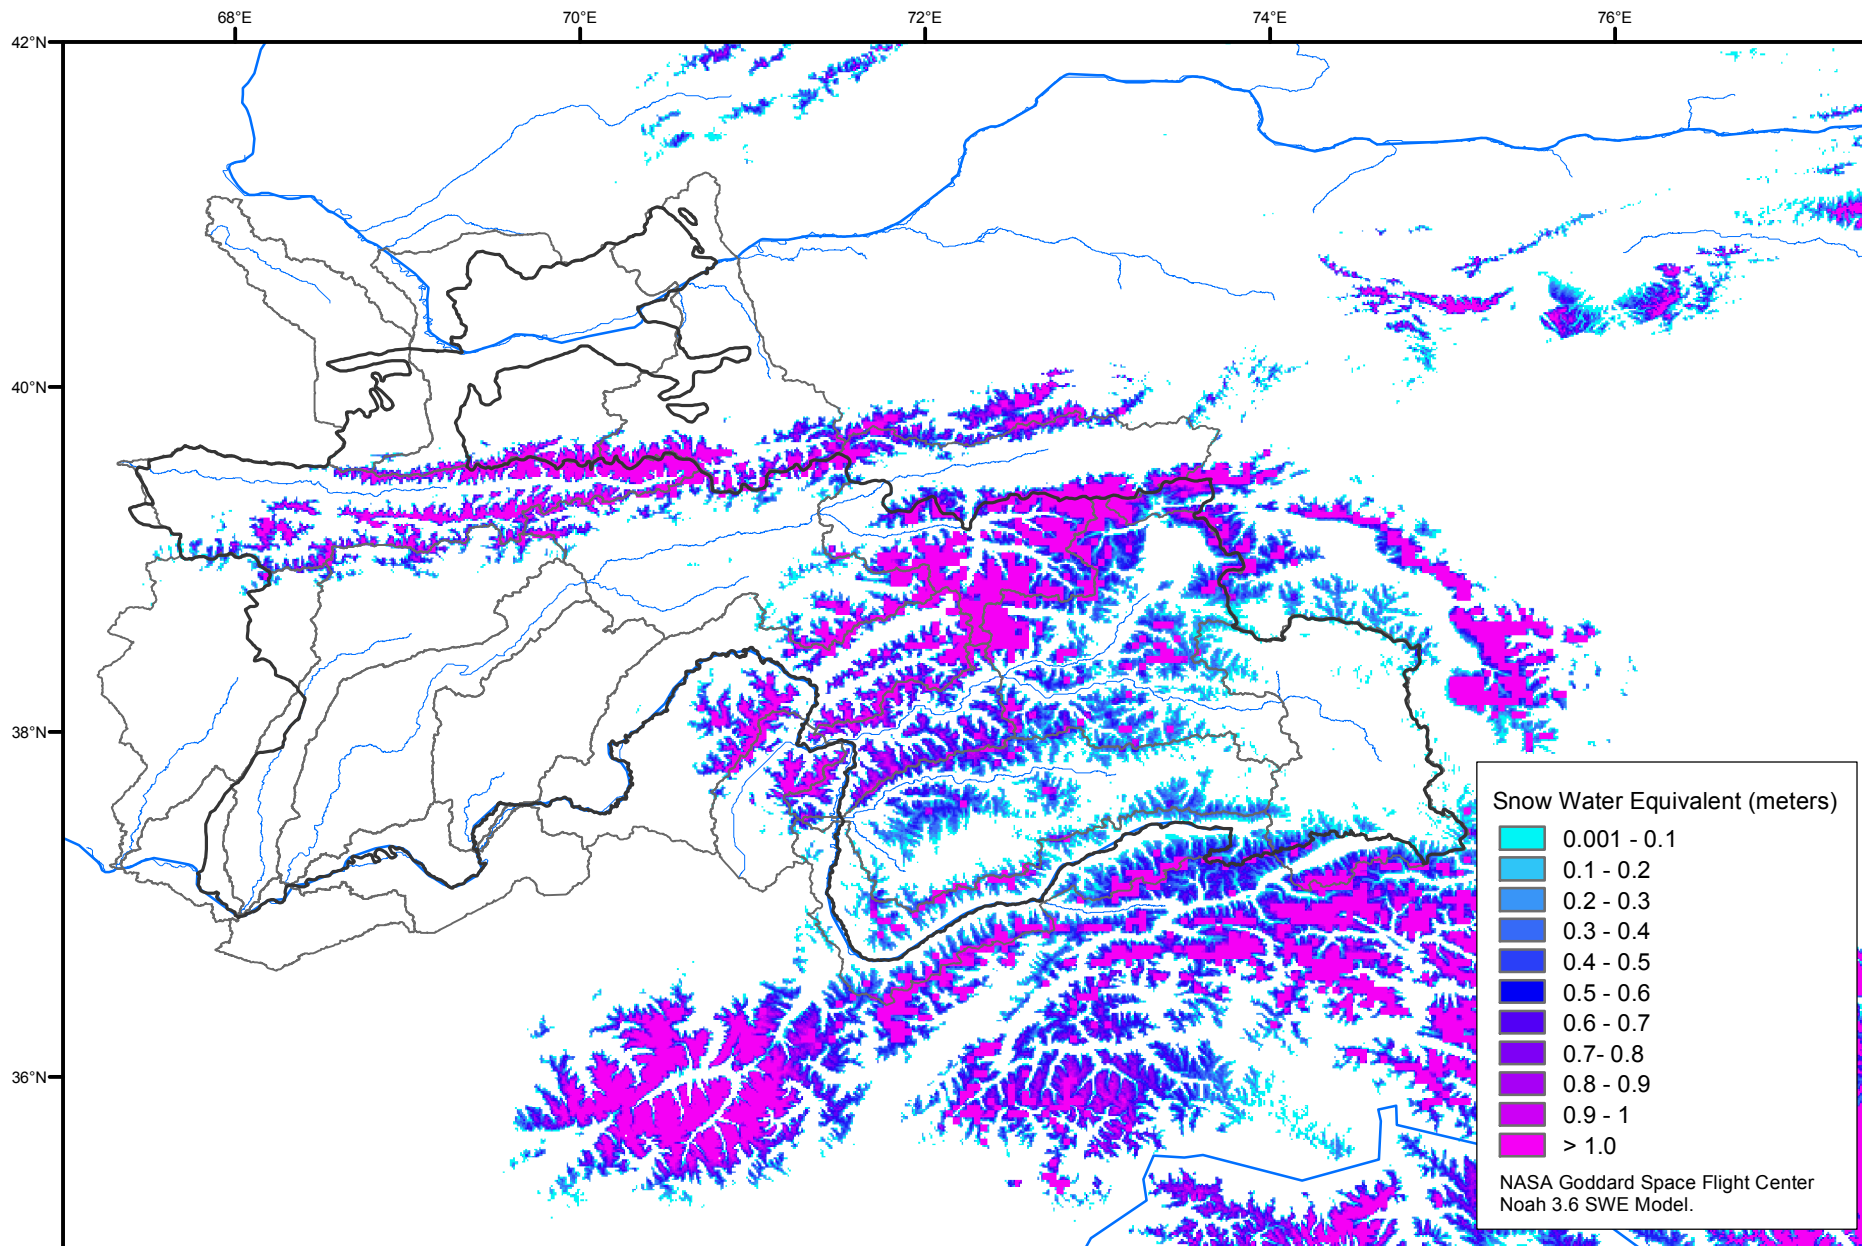 68°E 70°E 72°E 74°E 76°E
42°N
40°N
38°N
36°N
Snow Water Equivalent (meters)
0.001 - 0.1
0.1 - 0.2
0.2 - 0.3
0.3 - 0.4
0.4 - 0.5
0.5 - 0.6
0.6 - 0.7
0.7- 0.8
0.8 - 0.9
0.9 - 1
> 1.0
NASA Goddard Space Flight Center
Noah 3.6 SWE Model.